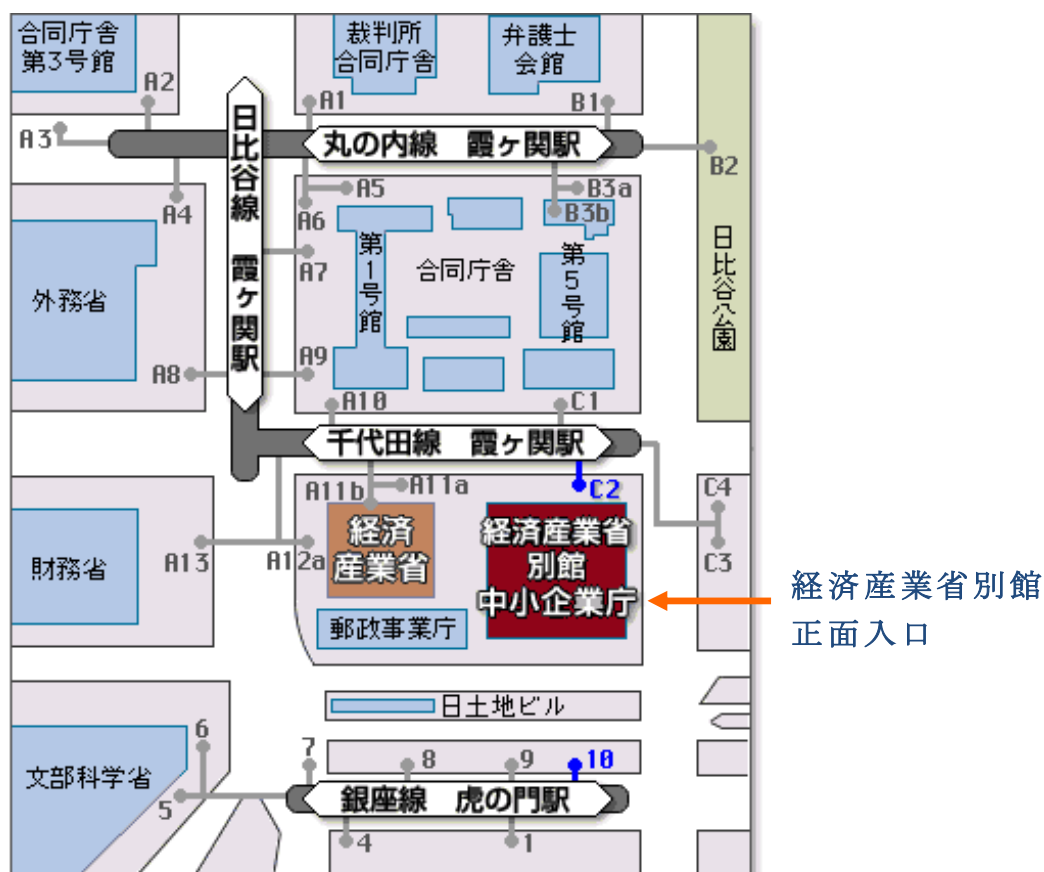 合同庁舎
第3号館
裁判所
合同庁舎
弁護士
会館
A2
A1
B1
A3
日比谷線 霞ヶ関駅
丸の内線 霞ヶ関駅
B2
A4
A5
A6
B3a
B3b
A7
外務省
第1号館
合同庁舎
第5号館
日比谷公園
A8
A9
A10
C1
千代田線 霞ヶ関駅
A11b
A11a
C2
C4
経済
産業省
経済産業省
別館
中小企業庁
財務省
A13
A12a
C3
経済産業省別館
正面入口
郵政事業庁
日土地ビル
文部科学省
6
5
7
8
9
10
銀座線 虎の門駅
4
1